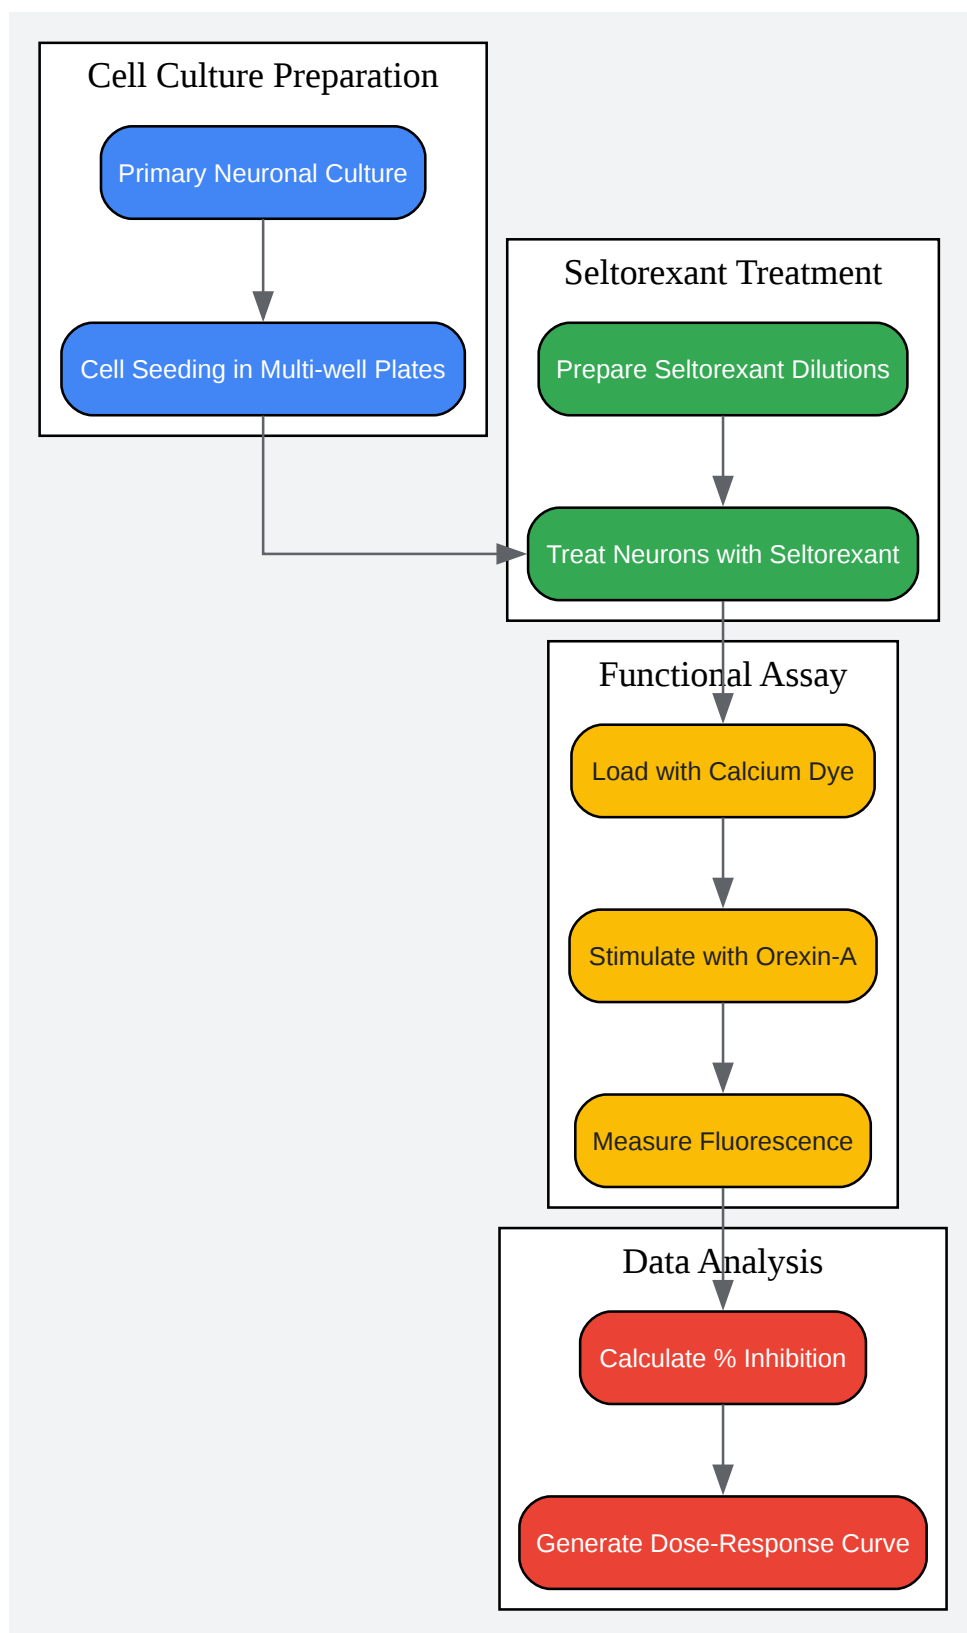 Cell Culture Preparation
Primary Neuronal Culture
Cell Seeding in Multi-well Plates
Seltorexant Treatment
Prepare Seltorexant Dilutions
Treat Neurons with Seltorexant
Functional Assay
Load with Calcium Dye
Stimulate with Orexin-A
Measure Fluorescence
Data Analysis
Calculate % Inhibition
Generate Dose-Response Curve